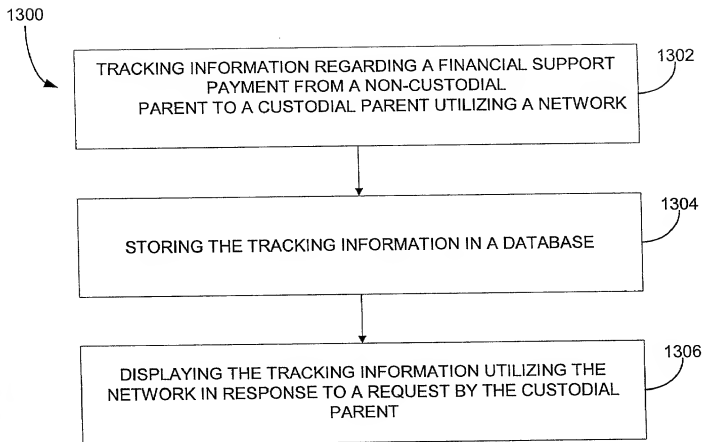 1300
TRACKING INFORMATION REGARDING A FINANCIAL SUPPORT
PAYMENT FROM A NON-CUSTODIAL
PARENT TO A CUSTODIAL PARENT UTILIZING A NETWORK
1302
STORING THE TRACKING INFORMATION IN A DATABASE
1304
DISPLAYING THE TRACKING INFORMATION UTILIZING THE
NETWORK IN RESPONSE TO A REQUEST BY THE CUSTODIAL
PARENT
1306